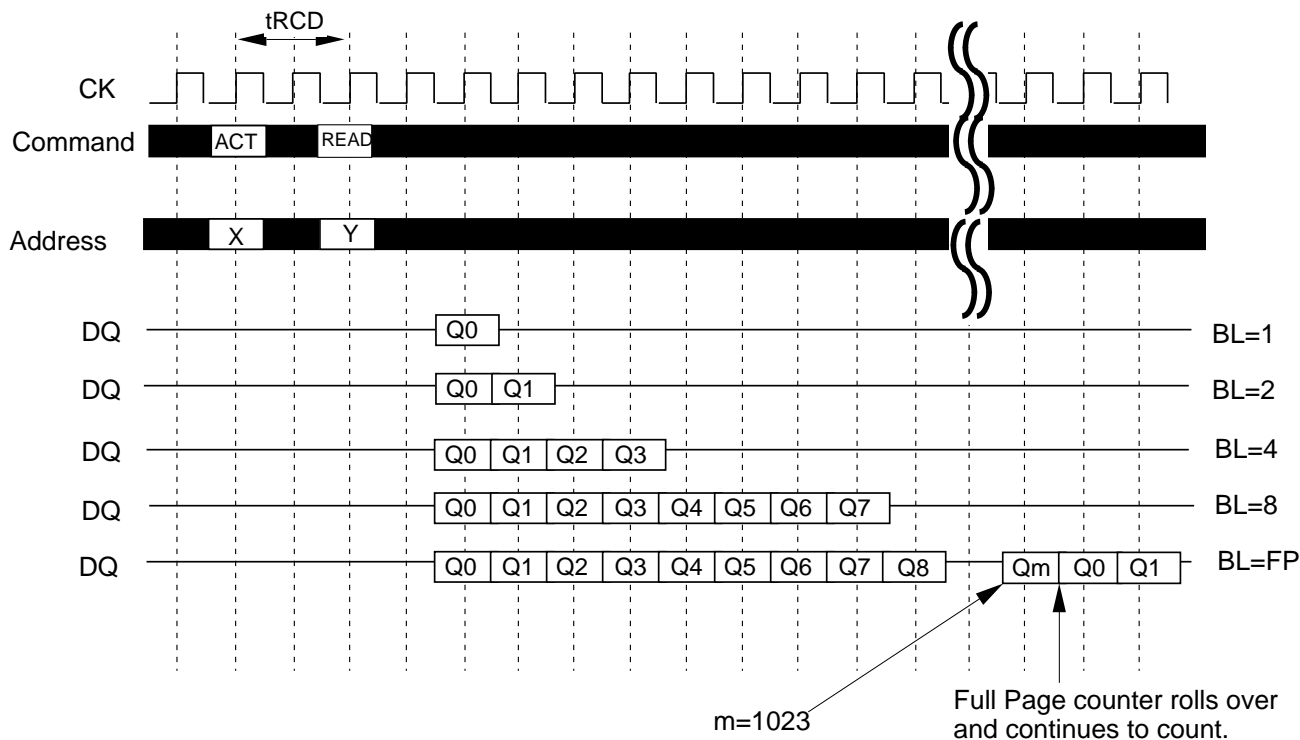 tRCD
CK
Command ACT READ
Address X Y
DQ Q0 BL=1
DQ Q0 Q1 BL=2
DQ Q0 Q1 Q2 Q3 BL=4
DQ Q0 Q1 Q2 Q3 Q4 Q5 Q6 Q7 BL=8
DQ Q0 Q1 Q2 Q3 Q4 Q5 Q6 Q7 Q8 Qm Q0 Q1 BL=FP
m=1023
Full Page counter rolls over
and continues to count.